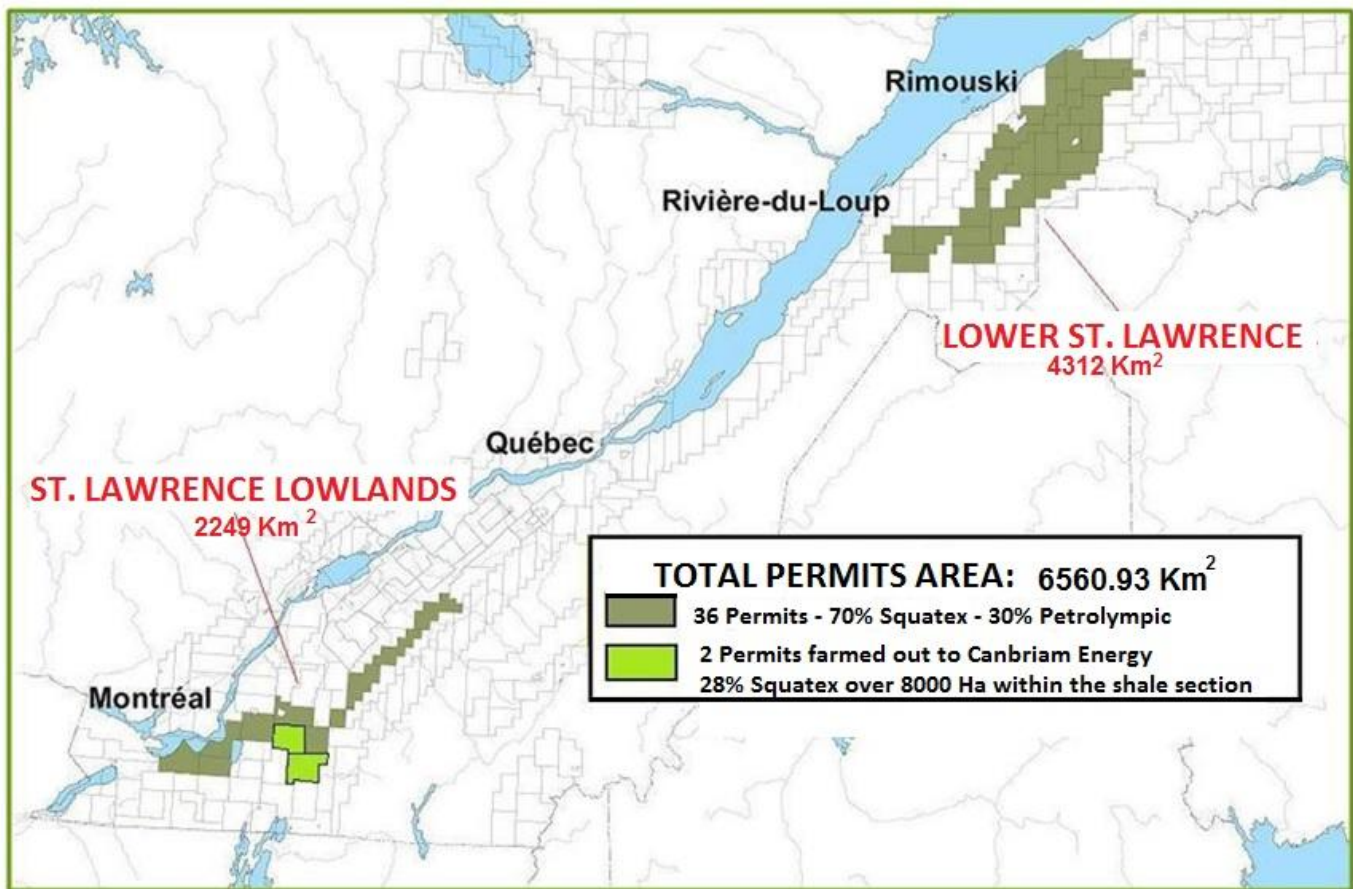 Rimouski
Rivière-du-Loup
LOWER ST. LAWRENCE
4312 Km²
Québec
ST. LAWRENCE LOWLANDS
2249 Km ²
TOTAL PERMITS AREA: 6560.93 Km²
36 Permits - 70% Squatex - 30% Petrolympic
2 Permits farmed out to Canbriam Energy
28% Squatex over 8000 Ha within the shale section
Montréal